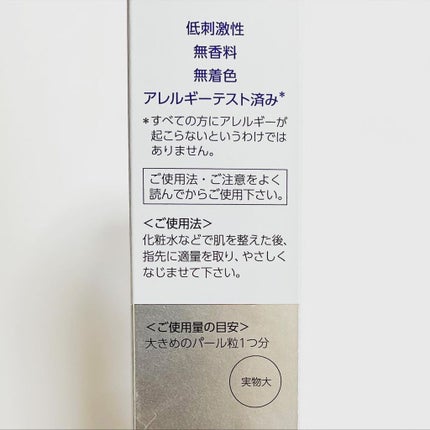 低刺激性
無香料
無着色
アレルギーテスト済み*
*すべての方にアレルギーが
起こらないというわけでは
ありません。
ご使用法・ご注意をよく
読んでからご使用下さい。
＜ご使用法＞
化粧水などで肌を整えた後、
指先に適量を取り、やさしく
なじませて下さい。
＜ご使用量の目安＞
大きめのパール粒1つ分
実物大